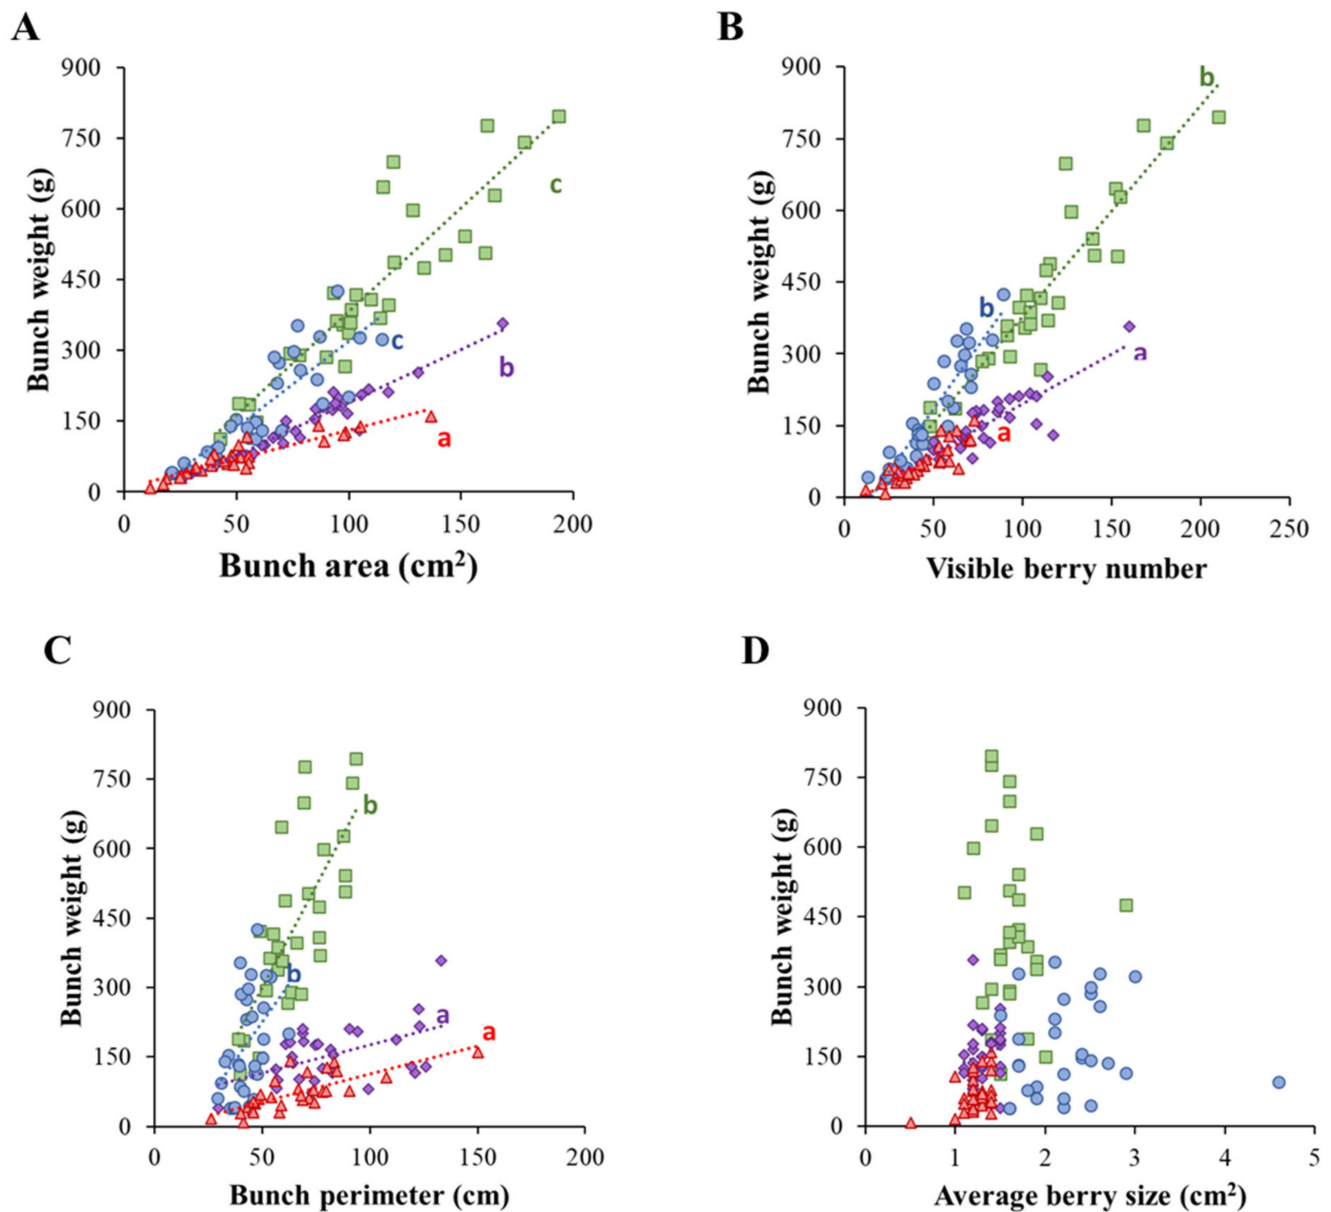 A
Bunch weight (g)
900
750
600
450
300
150
0
c
c
b
a
0 50 100 150 200
Bunch area (cm²)
B
Bunch weight (g)
900
750
600
450
300
150
0
b
b
a
a
0 50 100 150 200 250
Visible berry number
C
Bunch weight (g)
900
750
600
450
300
150
0
b
b
a
a
0 50 100 150 200
Bunch perimeter (cm)
D
Bunch weight (g)
900
750
600
450
300
150
0
0 1 2 3 4 5
Average berry size (cm²)